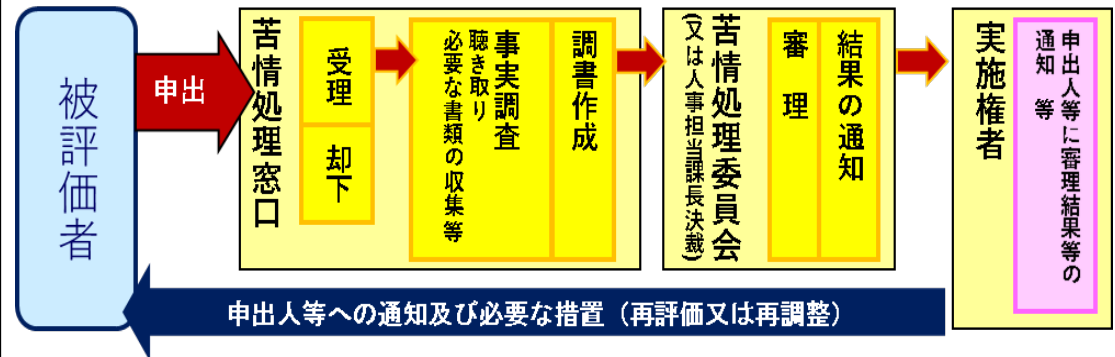 被評価者
申出
苦情処理窓口
受理
却下
事実調査
聴き取り
必要な書類の収集等
調書作成
苦情処理委員会
(又は人事担当課長決裁)
審　理
結果の通知
実施権者
申出人等に審理結果等の
通知　等
申出人等への通知及び必要な措置（再評価又は再調整）